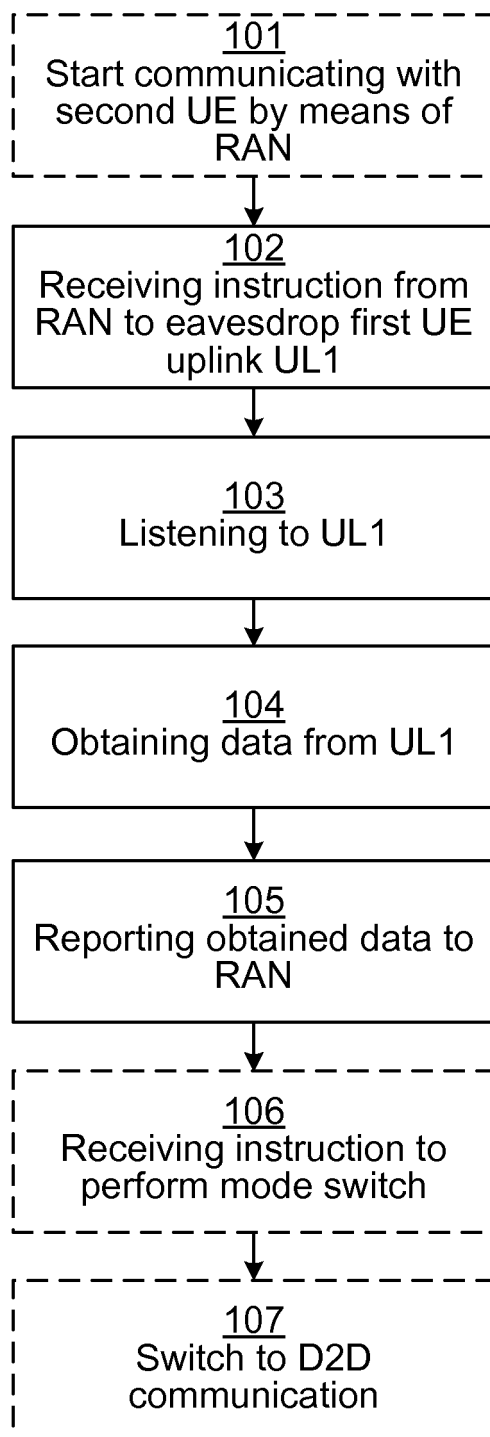 101
Start communicating with
second UE by means of
RAN
102
Receiving instruction from
RAN to eavesdrop first UE
uplink UL1
103
Listening to UL1
104
Obtaining data from UL1
105
Reporting obtained data to
RAN
106
Receiving instruction to
perform mode switch
107
Switch to D2D
communication